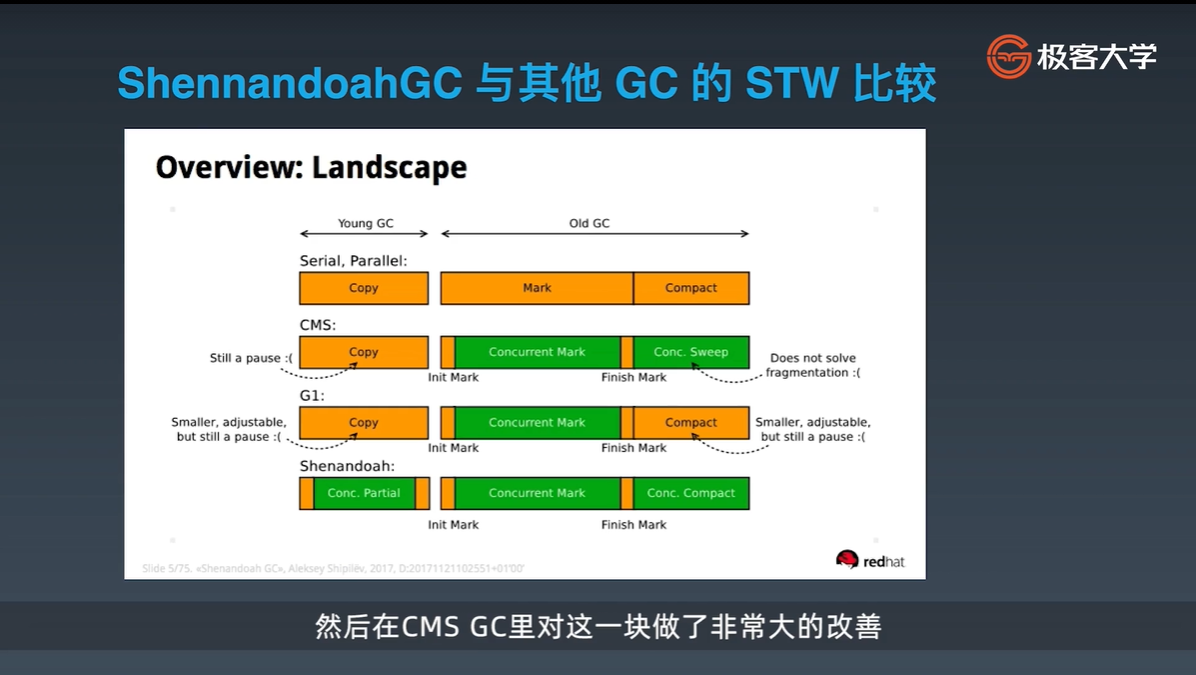 极客大学
ShennandoahGC 与其他 GC 的 STW 比较
Overview: Landscape
Young GC
Old GC
Serial, Parallel:
Copy
Mark
Compact
CMS:
Still a pause :(
Copy
Concurrent Mark
Conc. Sweep
Does not solve
fragmentation :(
Init Mark
Finish Mark
G1:
Smaller, adjustable,
but still a pause :(
Copy
Concurrent Mark
Compact
Smaller, adjustable,
but still a pause :(
Init Mark
Finish Mark
Shenandoah:
Conc. Partial
Concurrent Mark
Conc. Compact
Init Mark
Finish Mark
redhat
Slide 5/75. «Shenandoah GC», Aleksey Shipilёv, 2017, D:20171121102551+01'00'
然后在CMS GC里对这一块做了非常大的改善